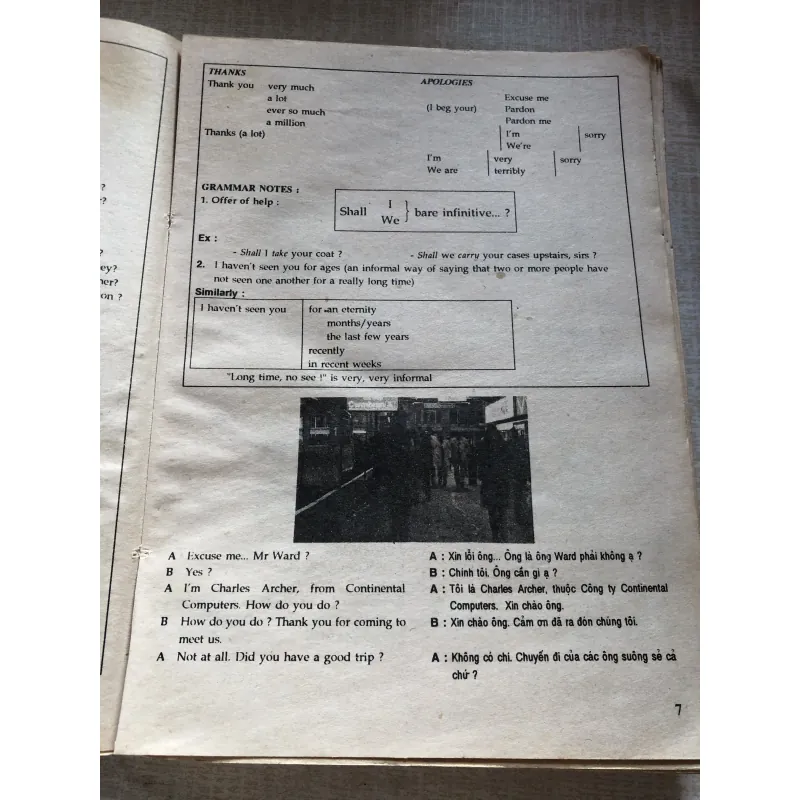 ?
?
?
ey?
her?
on ?
THANKS
Thank you very much
a lot
ever so much
a million
Thanks (a lot)
APOLOGIES
Excuse me
(I beg your) Pardon
Pardon me
I'm sorry
We're
I'm very sorry
We are terribly
GRAMMAR NOTES :
1. Offer of help :
Shall I We } bare infinitive... ?
Ex :
- Shall I take your coat ? - Shall we carry your cases upstairs, sirs ?
2. I haven't seen you for ages (an informal way of saying that two or more people have
not seen one another for a really long time)
Similarly :
I haven't seen you for an eternity
months/years
the last few years
recently
in recent weeks
"Long time, no see !" is very, very informal
A Excuse me... Mr Ward ?
B Yes ?
A I'm Charles Archer, from Continental
Computers. How do you do ?
B How do you do ? Thank you for coming to
meet us.
A Not at all. Did you have a good trip ?
A : Xin lỗi ông... Ông là ông Ward phải không ạ ?
B : Chính tôi. Ông cần gì ạ ?
A : Tôi là Charles Archer, thuộc Công ty Continental
Computers. Xin chào ông.
B : Xin chào ông. Cảm ơn đã ra đón chúng tôi.
A : Không có chi. Chuyến đi của các ông suông sẻ cả
chứ ?
7